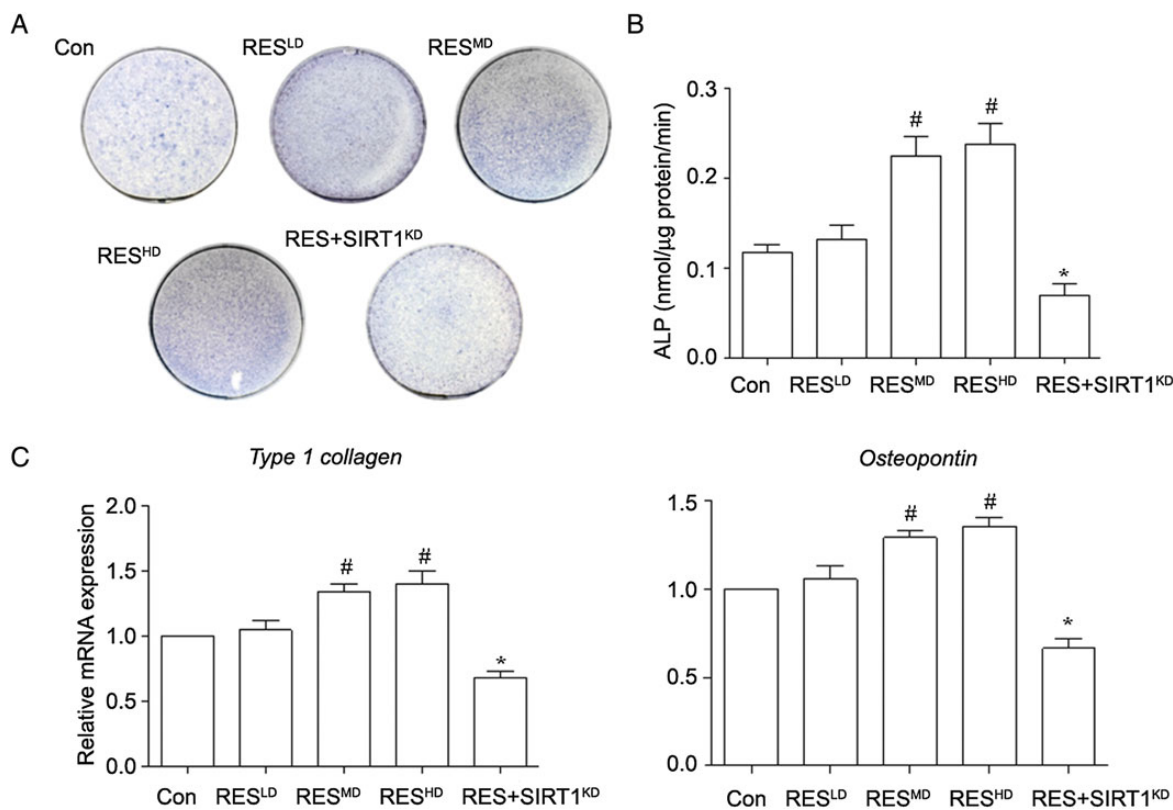 A
Con
RES^LD
RES^MD
RES^HD
RES+SIRT1^KD
B
ALP (nmol/μg protein/min)
0.3
0.2
0.1
0.0
#
#
*
Con RES^LD RES^MD RES^HD RES+SIRT1^KD
C
Type 1 collagen
Relative mRNA expression
2.0
1.5
1.0
0.5
0.0
#
#
*
Con RES^LD RES^MD RES^HD RES+SIRT1^KD
Osteopontin
1.5
1.0
0.5
0.0
#
#
*
Con RES^LD RES^MD RES^HD RES+SIRT1^KD